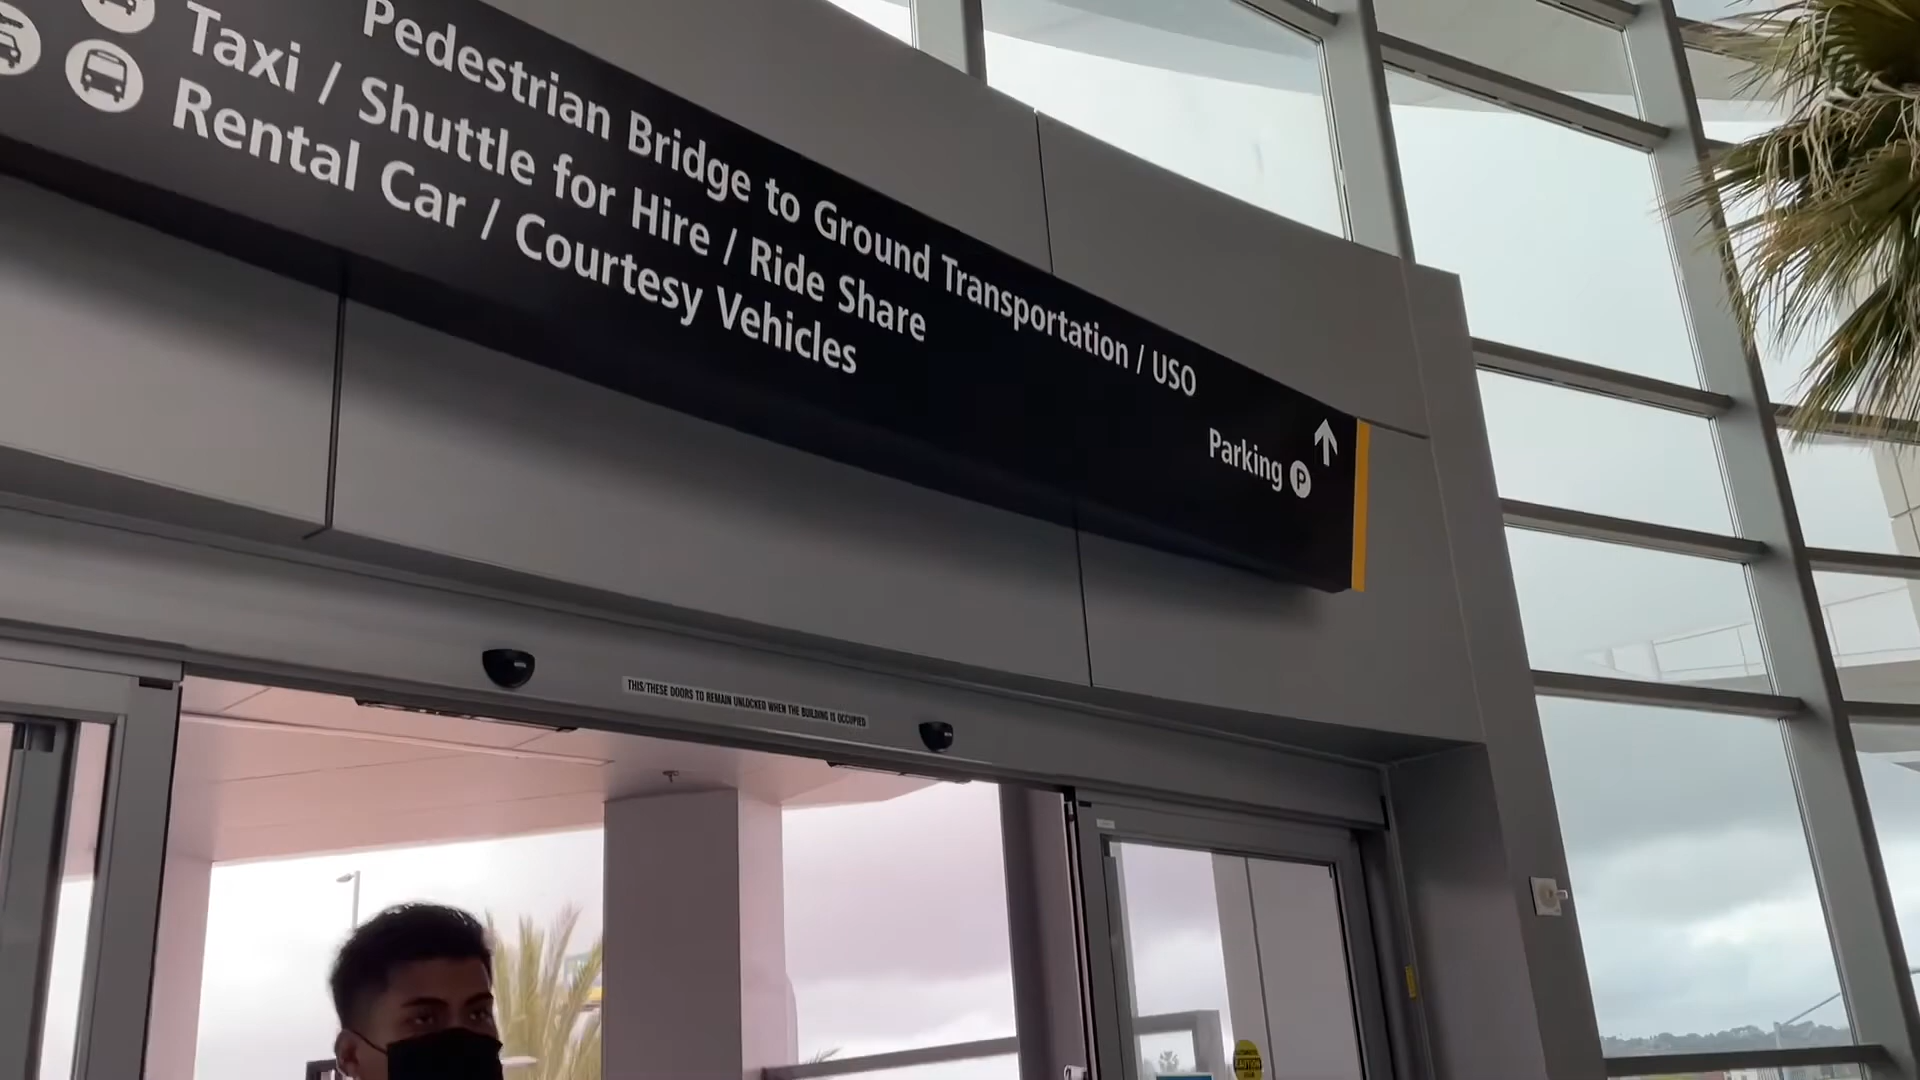 Pedestrian Bridge to Ground Transportation / USO
Taxi / Shuttle for Hire / Ride Share
Rental Car / Courtesy Vehicles
Parking P
THIS/THESE DOORS TO REMAIN UNLOCKED WHEN THE BUILDING IS OCCUPIED
CAUTION